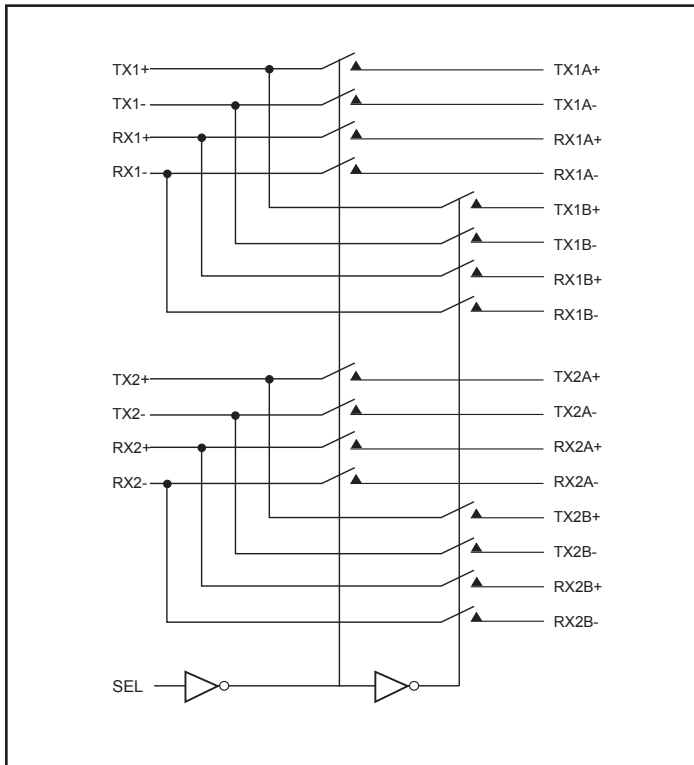 TX1+ TX1A+
TX1- TX1A-
RX1+ RX1A+
RX1- RX1A-
TX1B+
TX1B-
RX1B+
RX1B-
TX2+ TX2A+
TX2- TX2A-
RX2+ RX2A+
RX2- RX2A-
TX2B+
TX2B-
RX2B+
RX2B-
SEL